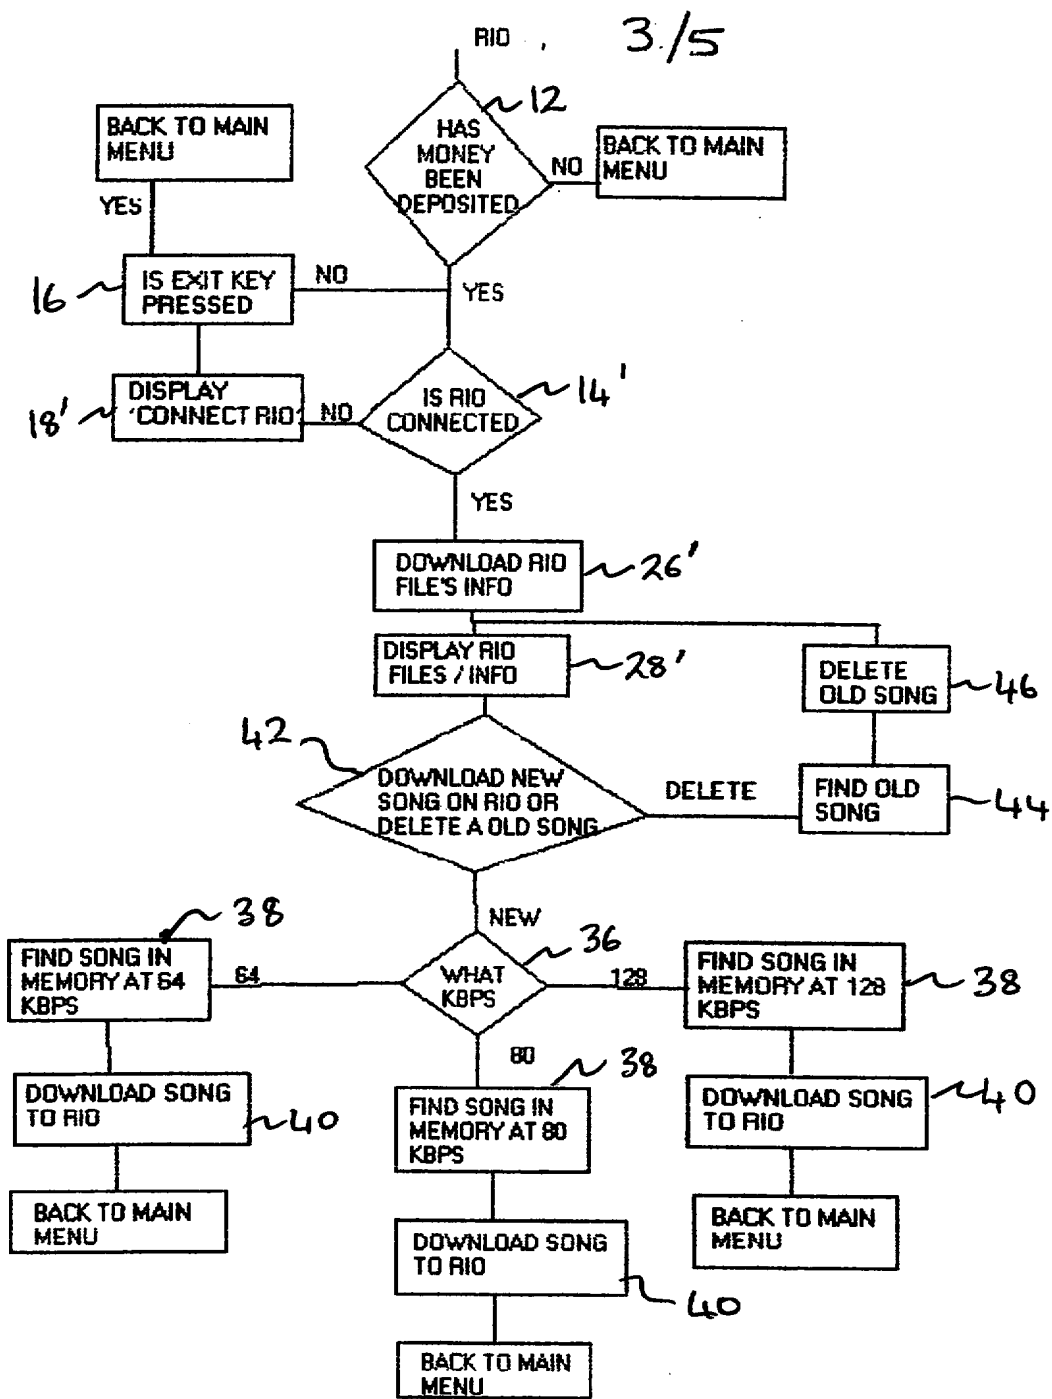 RIO
3/5
12
HAS
MONEY
BEEN
DEPOSITED
BACK TO MAIN
MENU
NO
BACK TO MAIN
MENU
YES
16
IS EXIT KEY
PRESSED
NO
YES
18'
DISPLAY
'CONNECT RIO'
NO
IS RIO
CONNECTED
14'
YES
DOWNLOAD RIO
FILE'S INFO
26'
DISPLAY RIO
FILES / INFO
28'
DELETE
OLD SONG
46
42
DOWNLOAD NEW
SONG ON RIO OR
DELETE A OLD SONG
DELETE
FIND OLD
SONG
44
NEW
38
FIND SONG IN
MEMORY AT 64
KBPS
64
WHAT
KBPS
36
128
FIND SONG IN
MEMORY AT 128
KBPS
38
80
38
DOWNLOAD SONG
TO RIO
40
FIND SONG IN
MEMORY AT 80
KBPS
DOWNLOAD SONG
TO RIO
40
BACK TO MAIN
MENU
DOWNLOAD SONG
TO RIO
40
BACK TO MAIN
MENU
BACK TO MAIN
MENU